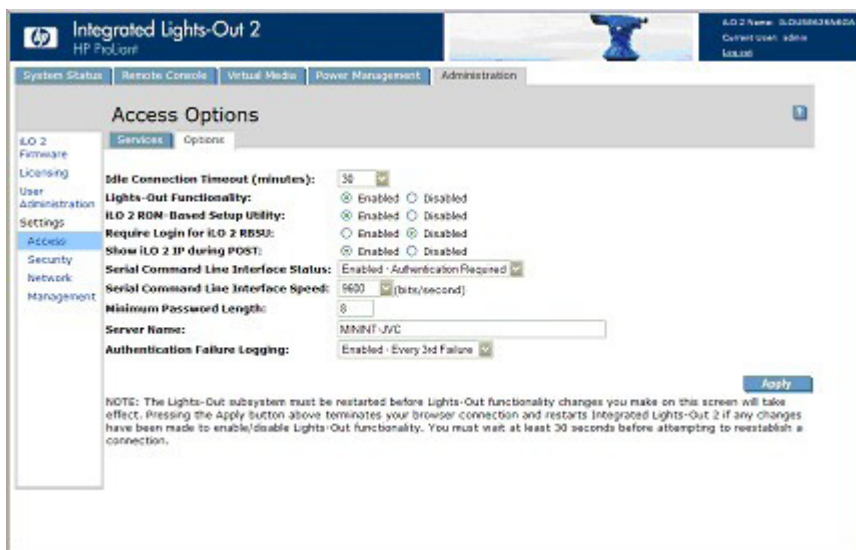 hp
Integrated Lights-Out 2
HP ProLiant
iLO 2 Name:
Current User: admin
Log out
System Status
Remote Console
Virtual Media
Power Management
Administration
Access Options
?
Services
Options
iLO 2
Firmware
Licensing
User
Administration
Settings
Access
Security
Network
Management
Idle Connection Timeout (minutes): 30
Lights-Out Functionality: Enabled Disabled
iLO 2 ROM-Based Setup Utility: Enabled Disabled
Require Login for iLO 2 RBSU: Enabled Disabled
Show iLO 2 IP during POST: Enabled Disabled
Serial Command Line Interface Status: Enabled - Authentication Required
Serial Command Line Interface Speed: 9600 (bits/second)
Minimum Password Length: 8
Server Name: MININT-JVC
Authentication Failure Logging: Enabled - Every 3rd Failure
Apply
NOTE: The Lights-Out subsystem must be restarted before Lights-Out functionality changes you make on this screen will take
effect. Pressing the Apply button above terminates your browser connection and restarts Integrated Lights-Out 2 if any changes
have been made to enable/disable Lights-Out functionality. You must wait at least 30 seconds before attempting to reestablish a
connection.